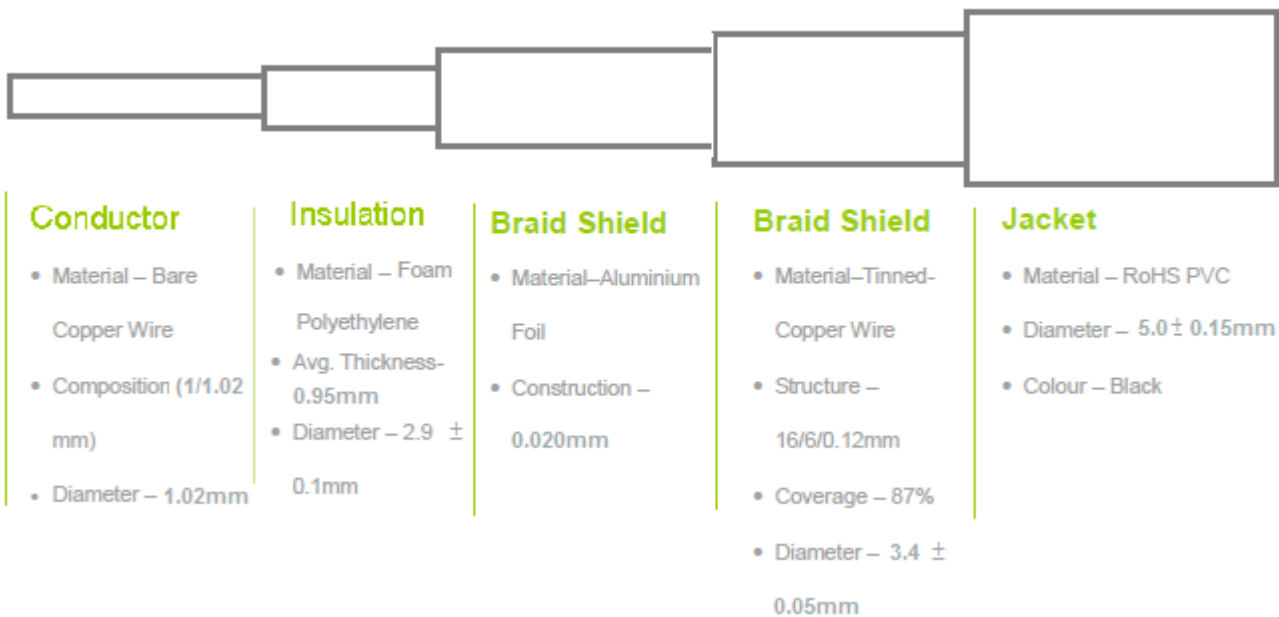 Conductor
• Material – Bare
Copper Wire
• Composition (1/1.02
mm)
• Diameter – 1.02mm
Insulation
• Material – Foam
Polyethylene
• Avg. Thickness-
0.95mm
• Diameter – 2.9 ±
0.1mm
Braid Shield
• Material–Aluminium
Foil
• Construction –
0.020mm
Braid Shield
• Material–Tinned-
Copper Wire
• Structure –
16/6/0.12mm
• Coverage – 87%
• Diameter – 3.4 ±
0.05mm
Jacket
• Material – RoHS PVC
• Diameter – 5.0 ± 0.15mm
• Colour – Black